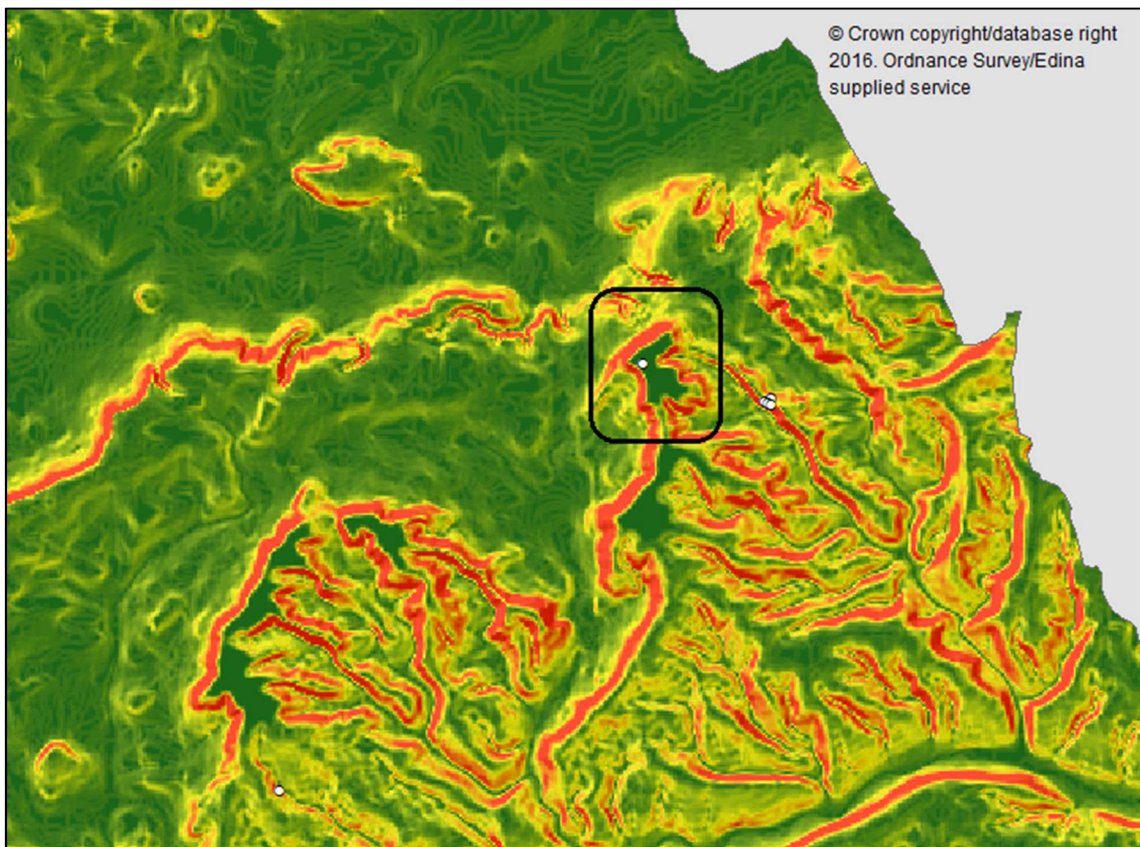 © Crown copyright/database right
2016. Ordnance Survey/Edina
supplied service